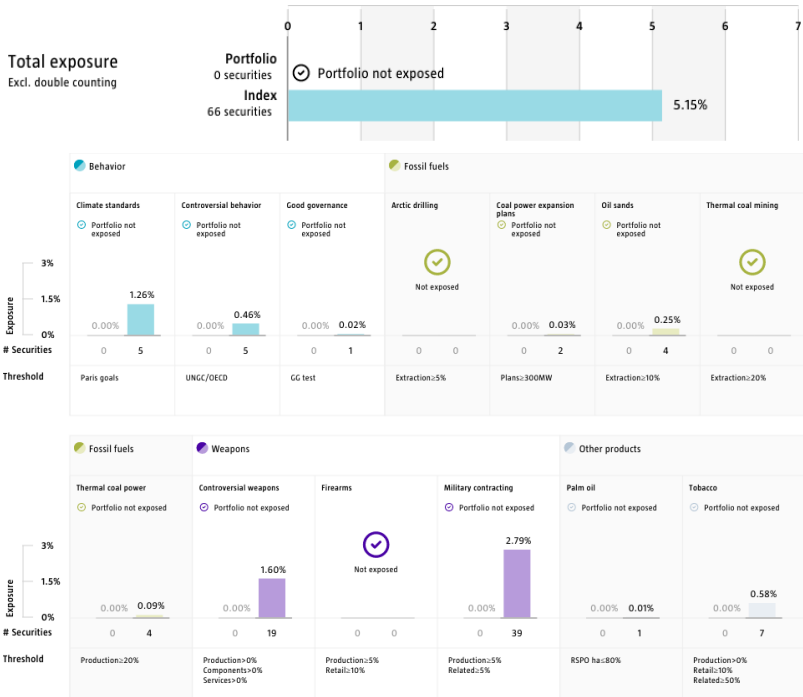 0 1 2 3 4 5 6 7
Total exposure
Excl. double counting
Portfolio
0 securities
Portfolio not exposed
Index
66 securities
5.15%
Behavior
Fossil fuels
Climate standards
Portfolio not
exposed
Controversial behavior
Portfolio not
exposed
Good governance
Portfolio not
exposed
Arctic drilling
Not exposed
Coal power expansion
plans
Portfolio not
exposed
Oil sands
Portfolio not
exposed
Thermal coal mining
Not exposed
Exposure
3%
1.5%
0%
0.00% 1.26%
0.00% 0.46%
0.00% 0.02%
0.00% 0.03%
0.00% 0.25%
# Securities 0 5 0 5 0 1 0 0 0 2 0 4 0 0
Threshold Paris goals UNGC/OECD GG test Extraction≥5% Plans≥300MW Extraction≥10% Extraction≥20%
Fossil fuels
Weapons
Other products
Thermal coal power
Portfolio not exposed
Controversial weapons
Portfolio not exposed
Firearms
Not exposed
Military contracting
Portfolio not exposed
Palm oil
Portfolio not exposed
Tobacco
Portfolio not exposed
Exposure
3%
1.5%
0%
0.00% 0.09%
0.00% 1.60%
0.00% 2.79%
0.00% 0.01%
0.00% 0.58%
# Securities 0 4 0 19 0 0 0 39 0 1 0 7
Threshold
Production≥20%
Production>0%
Components>0%
Services>0%
Production≥5%
Retail≥10%
Production≥5%
Related≥5%
RSPO ha≤80%
Production>0%
Retail≥10%
Related≥50%